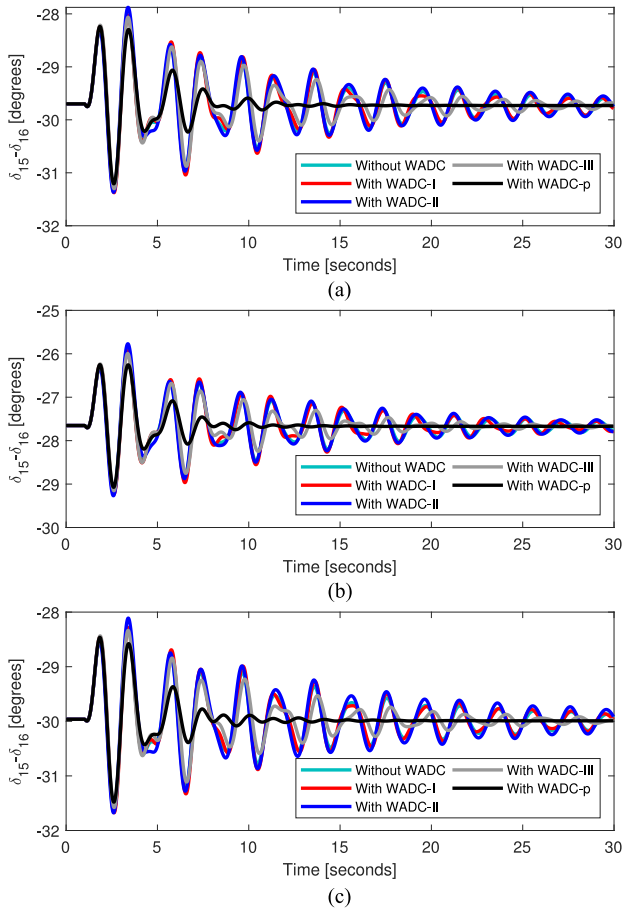 -28
-29
-30
-31
-32
δ15-δ16 [degrees]
Without WADC
With WADC-I
With WADC-II
With WADC-III
With WADC-p
0 5 10 15 20 25 30
Time [seconds]
(a)
-25
-26
-27
-28
-29
-30
δ15-δ16 [degrees]
Without WADC
With WADC-I
With WADC-II
With WADC-III
With WADC-p
0 5 10 15 20 25 30
Time [seconds]
(b)
-28
-29
-30
-31
-32
δ15-δ16 [degrees]
Without WADC
With WADC-I
With WADC-II
With WADC-III
With WADC-p
0 5 10 15 20 25 30
Time [seconds]
(c)